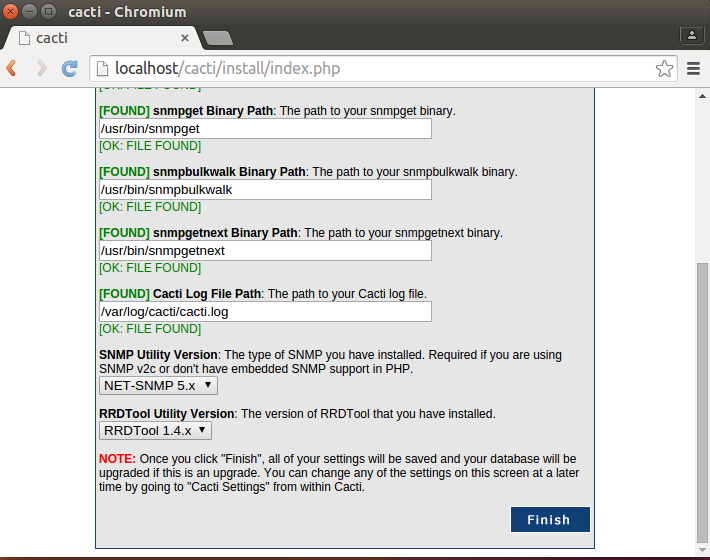 cacti - Chromium
cacti
localhost/cacti/install/index.php
[OK: FILE FOUND]
[FOUND] snmpget Binary Path: The path to your snmpget binary.
/usr/bin/snmpget
[OK: FILE FOUND]
[FOUND] snmpbulkwalk Binary Path: The path to your snmpbulkwalk binary.
/usr/bin/snmpbulkwalk
[OK: FILE FOUND]
[FOUND] snmpgetnext Binary Path: The path to your snmpgetnext binary.
/usr/bin/snmpgetnext
[OK: FILE FOUND]
[FOUND] Cacti Log File Path: The path to your Cacti log file.
/var/log/cacti/cacti.log
[OK: FILE FOUND]
SNMP Utility Version: The type of SNMP you have installed. Required if you are using
SNMP v2c or don't have embedded SNMP support in PHP.
NET-SNMP 5.x
RRDTool Utility Version: The version of RRDTool that you have installed.
RRDTool 1.4.x
NOTE: Once you click "Finish", all of your settings will be saved and your database will be
upgraded if this is an upgrade. You can change any of the settings on this screen at a later
time by going to "Cacti Settings" from within Cacti.
Finish